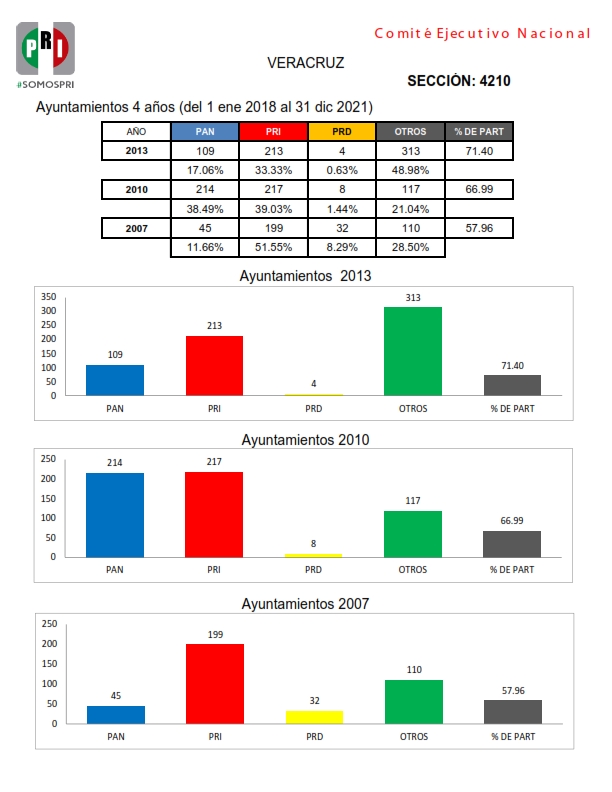 Comité Ejecutivo Nacional
PRI
#SOMOSPRI
VERACRUZ
SECCIÓN: 4210
Ayuntamientos 4 años (del 1 ene 2018 al 31 dic 2021)
AÑO PAN PRI PRD OTROS % DE PART
2013 109 213 4 313 71.40
17.06% 33.33% 0.63% 48.98%
2010 214 217 8 117 66.99
38.49% 39.03% 1.44% 21.04%
2007 45 199 32 110 57.96
11.66% 51.55% 8.29% 28.50%
Ayuntamientos 2013
350
300
250
200
150
100
50
0
109 213 4 313 71.40
PAN PRI PRD OTROS % DE PART
Ayuntamientos 2010
250
200
150
100
50
0
214 217 8 117 66.99
PAN PRI PRD OTROS % DE PART
Ayuntamientos 2007
250
200
150
100
50
0
45 199 32 110 57.96
PAN PRI PRD OTROS % DE PART